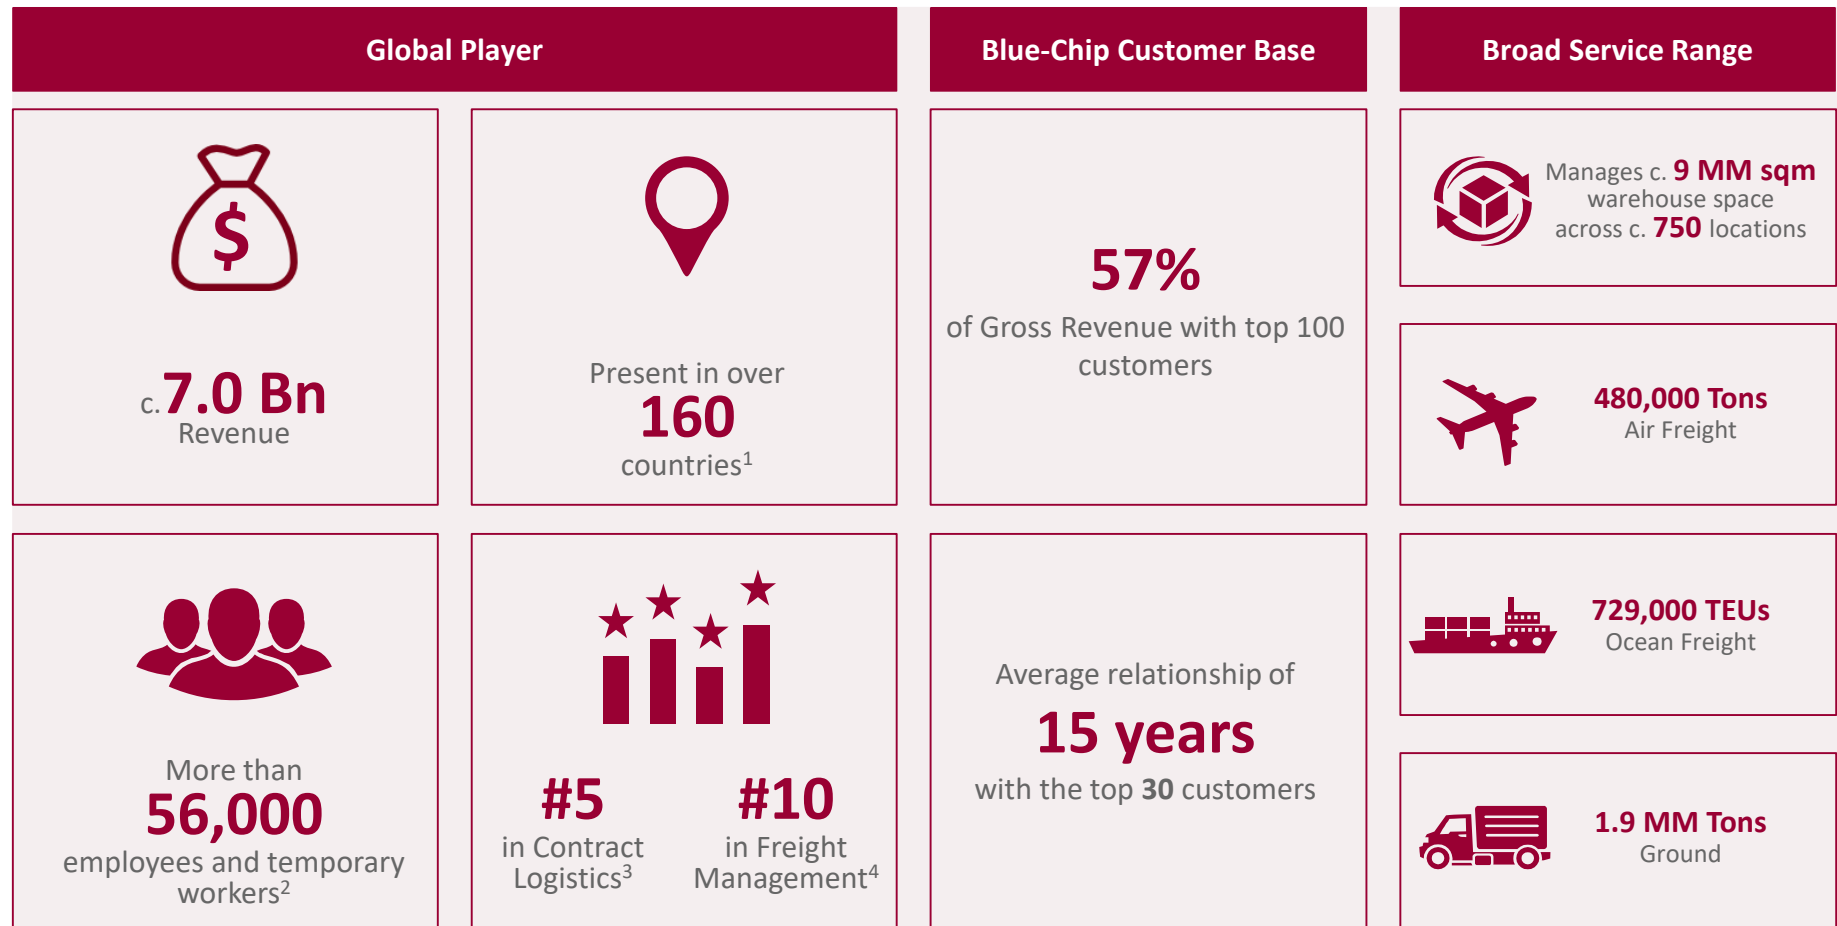 Global Player
Blue-Chip Customer Base
Broad Service Range
$
c. 7.0 Bn
Revenue
Present in over
160
countries¹
More than
56,000
employees and temporary
workers²
#5
in Contract
Logistics³
#10
in Freight
Management⁴
57%
of Gross Revenue with top 100
customers
Average relationship of
15 years
with the top 30 customers
Manages c. 9 MM sqm
warehouse space
across c. 750 locations
480,000 Tons
Air Freight
729,000 TEUs
Ocean Freight
1.9 MM Tons
Ground